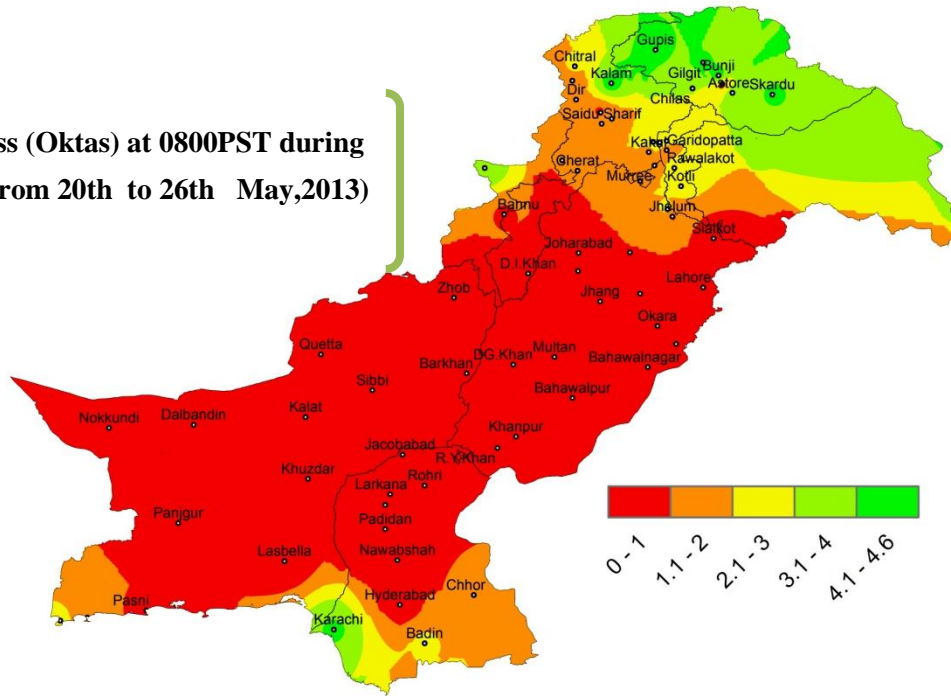 ss (Oktas) at 0800PST during
rom 20th to 26th May,2013)
Gupis
Chitral
Bunji
Kalam
Gilgit
Astore
Skardu
Dir
Chilas
Saidu Sharif
Kakul
Garidopatta
Cherat
Rawalakot
Murree
Kotli
Bannu
Jhelum
Sialkot
Joharabad
D.I.Khan
Zhob
Jhang
Lahore
Okara
Quetta
Barkhan
DG.Khan
Multan
Bahawalnagar
Sibbi
Bahawalpur
Nokkundi
Dalbandin
Kalat
Khanpur
Jacobabad
R.Y.Khan
Khuzdar
Rohri
Larkana
Panjgur
Padidan
Lasbella
Nawabshah
Chhor
Pasni
Hyderabad
Karachi
Badin
0 - 1
1.1 - 2
2.1 - 3
3.1 - 4
4.1 - 4.6